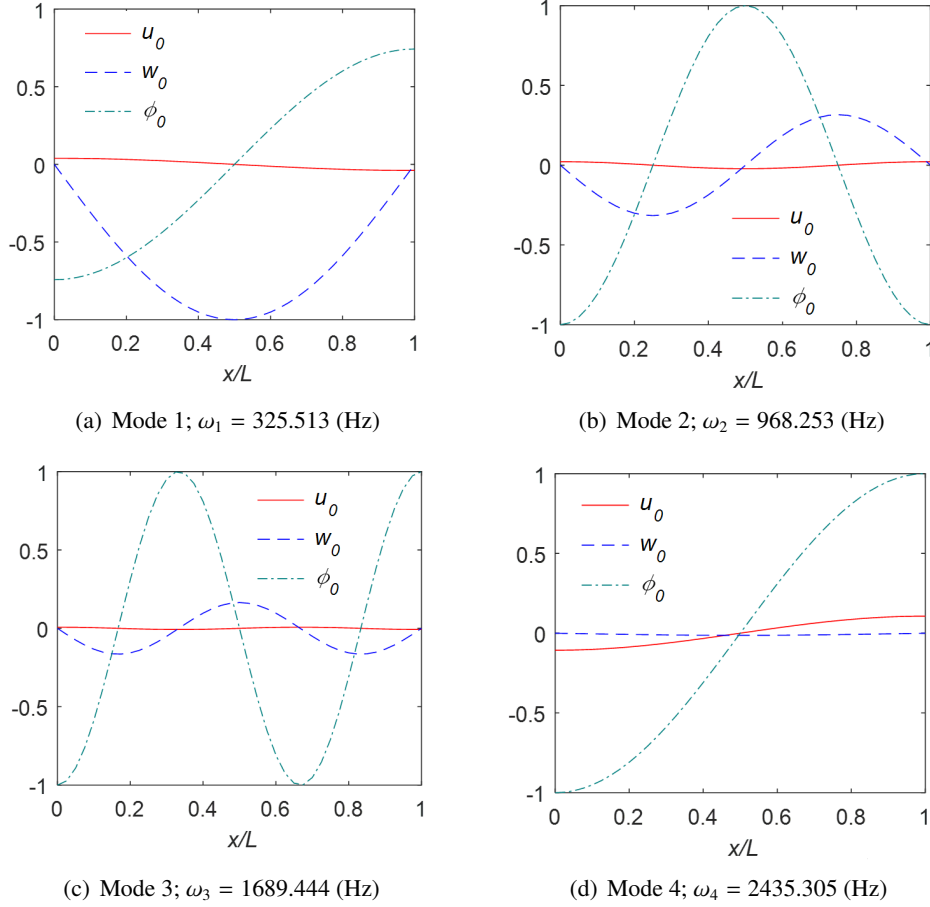 1
0.5
0
-0.5
-1
u0
w0
ϕ0
0 0.2 0.4 0.6 0.8 1
x/L
(a) Mode 1; ω1 = 325.513 (Hz)
1
0.5
0
-0.5
-1
u0
w0
ϕ0
0 0.2 0.4 0.6 0.8 1
x/L
(b) Mode 2; ω2 = 968.253 (Hz)
1
0.5
0
-0.5
-1
u0
w0
ϕ0
0 0.2 0.4 0.6 0.8 1
x/L
(c) Mode 3; ω3 = 1689.444 (Hz)
1
0.5
0
-0.5
-1
u0
w0
ϕ0
0 0.2 0.4 0.6 0.8 1
x/L
(d) Mode 4; ω4 = 2435.305 (Hz)